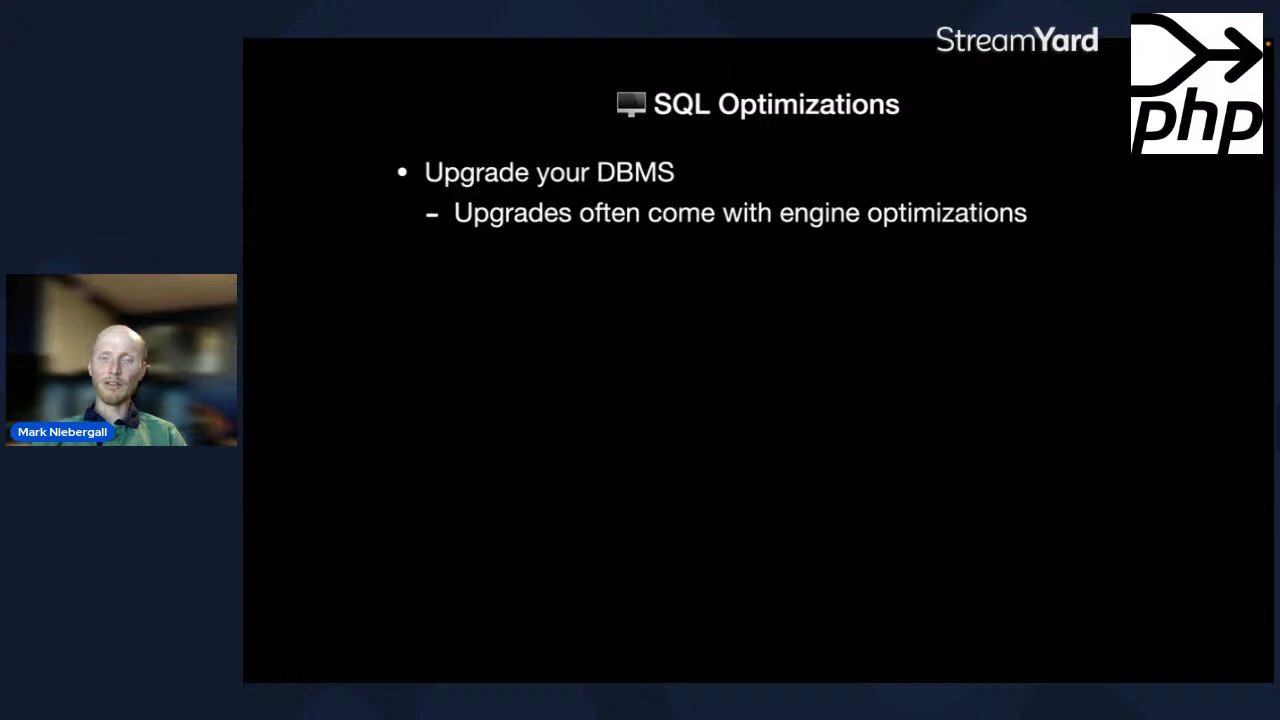 StreamYard
php
🖥️ SQL Optimizations
• Upgrade your DBMS
– Upgrades often come with engine optimizations
Mark Niebergall